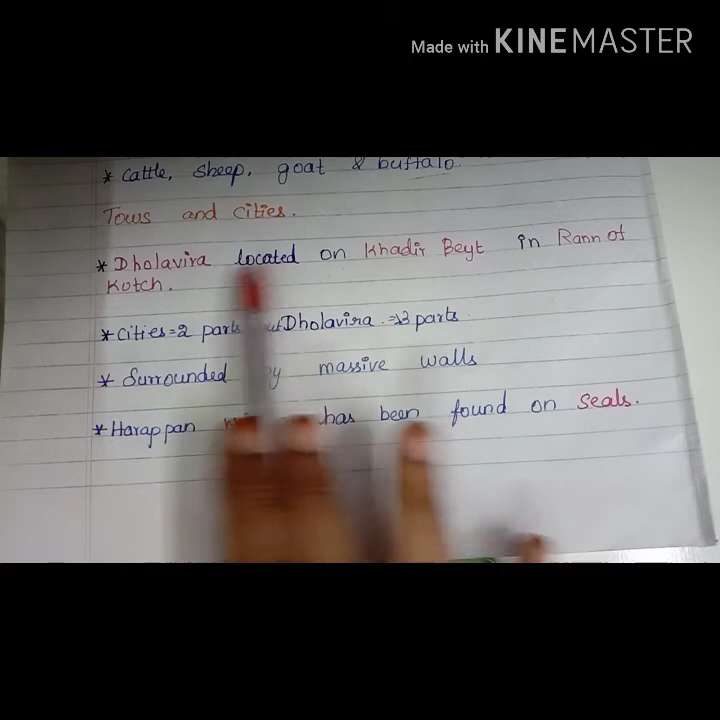 Made with KINEMASTER
* Cattle, sheep, goat & buffalo
Tows and cities.
* Dholavira located on Khadir Beyt in Rann of
Kutch.
* Cities=2 parts Dholavira.⇒3 parts
* Surrounded massive walls
* Harappan has been found on seals.